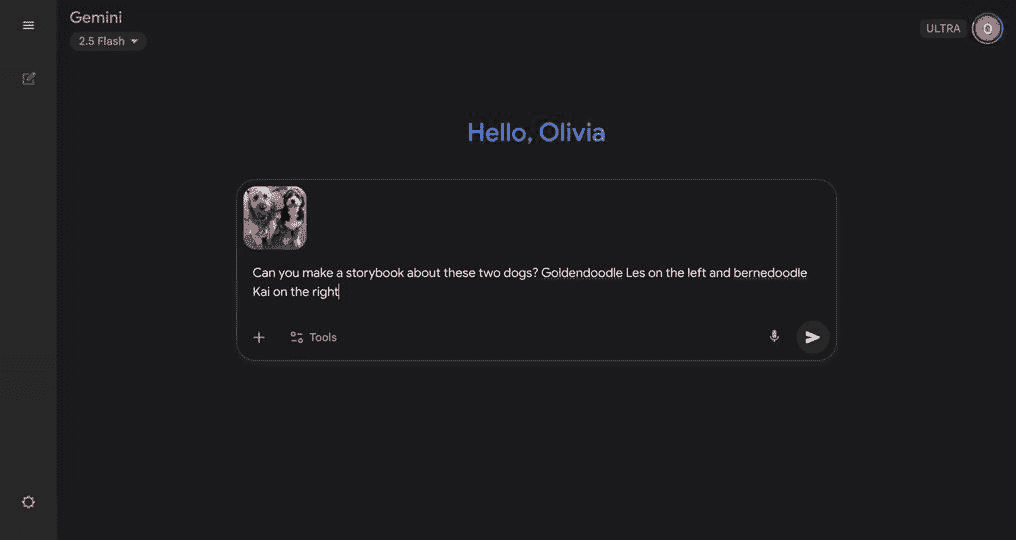 Gemini
2.5 Flash
ULTRA
O
Hello, Olivia
Can you make a storybook about these two dogs? Goldendoodle Les on the left and bernedoodle
Kai on the right
Tools